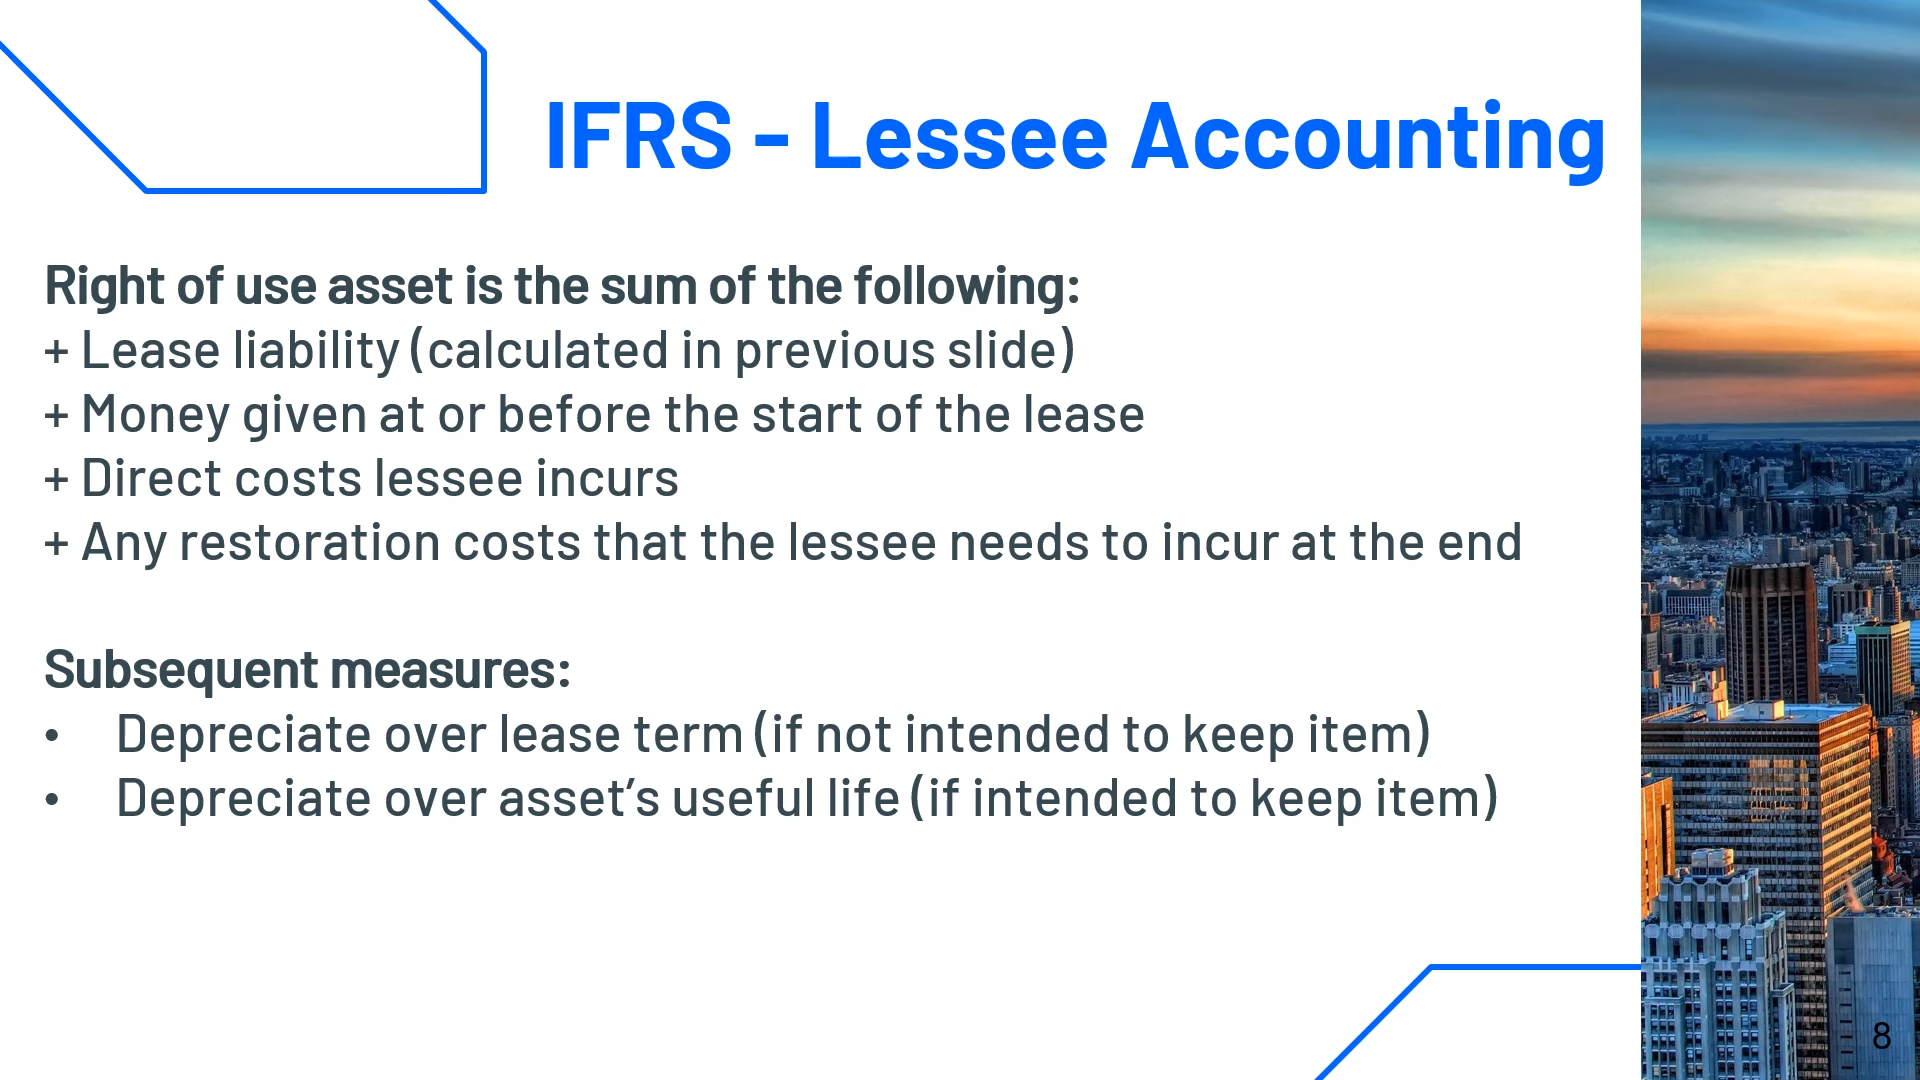 IFRS - Lessee Accounting
Right of use asset is the sum of the following:
+ Lease liability (calculated in previous slide)
+ Money given at or before the start of the lease
+ Direct costs lessee incurs
+ Any restoration costs that the lessee needs to incur at the end
Subsequent measures:
• Depreciate over lease term (if not intended to keep item)
• Depreciate over asset’s useful life (if intended to keep item)
8